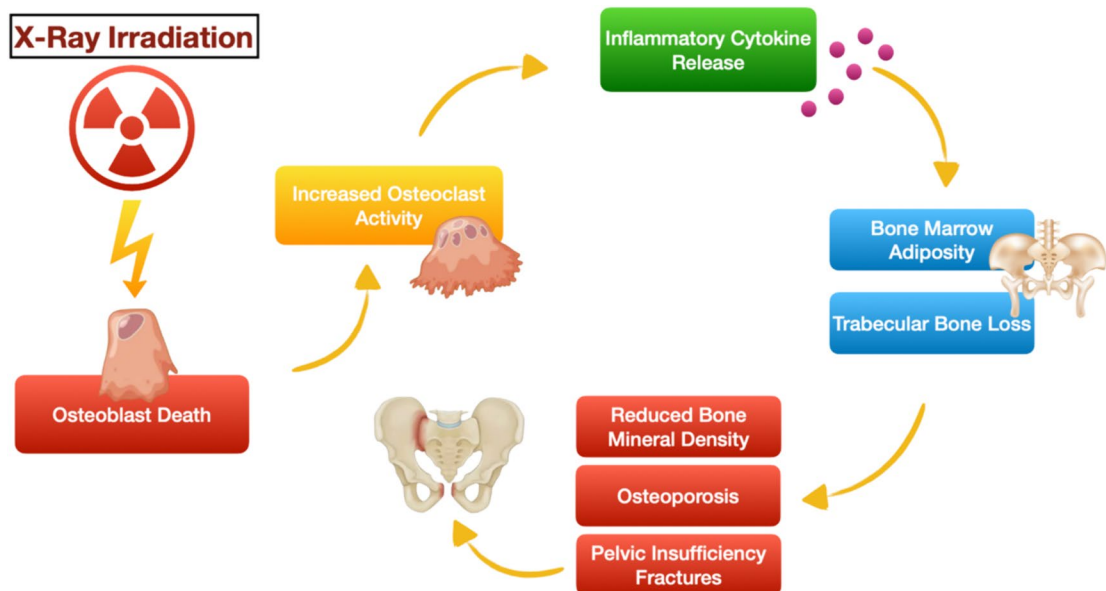 X-Ray Irradiation
Inflammatory Cytokine
Release
Increased Osteoclast
Activity
Bone Marrow
Adiposity
Trabecular Bone Loss
Osteoblast Death
Reduced Bone
Mineral Density
Osteoporosis
Pelvic Insufficiency
Fractures